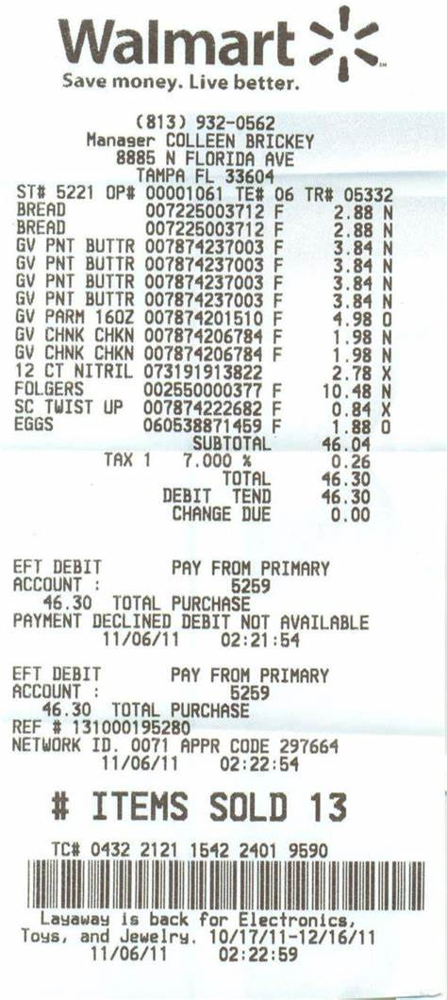 Walmart
Save money. Live better.
(813) 932-0562
Manager COLLEEN BRICKEY
8885 N FLORIDA AVE
TAMPA FL 33604
ST# 5221 OP# 00001061 TE# 06 TR# 05332
BREAD 007225003712 F 2.88 N
BREAD 007225003712 F 2.88 N
GV PNT BUTTR 007874237003 F 3.84 N
GV PNT BUTTR 007874237003 F 3.84 N
GV PNT BUTTR 007874237003 F 3.84 N
GV PNT BUTTR 007874237003 F 3.84 N
GV PARM 16OZ 007874201510 F 4.98 O
GV CHNK CHKN 007874206784 F 1.98 N
GV CHNK CHKN 007874206784 F 1.98 N
12 CT NITRIL 073191913822 2.78 X
FOLGERS 002550000377 F 10.48 N
SC TWIST UP 007874222682 F 0.84 X
EGGS 060538871459 F 1.88 O
SUBTOTAL 46.04
TAX 1 7.000 % 0.26
TOTAL 46.30
DEBIT TEND 46.30
CHANGE DUE 0.00
EFT DEBIT PAY FROM PRIMARY
ACCOUNT : 5259
46.30 TOTAL PURCHASE
PAYMENT DECLINED DEBIT NOT AVAILABLE
11/06/11 02:21:54
EFT DEBIT PAY FROM PRIMARY
ACCOUNT : 5259
46.30 TOTAL PURCHASE
REF # 131000195280
NETWORK ID. 0071 APPR CODE 297664
11/06/11 02:22:54
# ITEMS SOLD 13
TC# 0432 2121 1542 2401 9590
Layaway is back for Electronics,
Toys, and Jewelry. 10/17/11-12/16/11
11/06/11 02:22:59